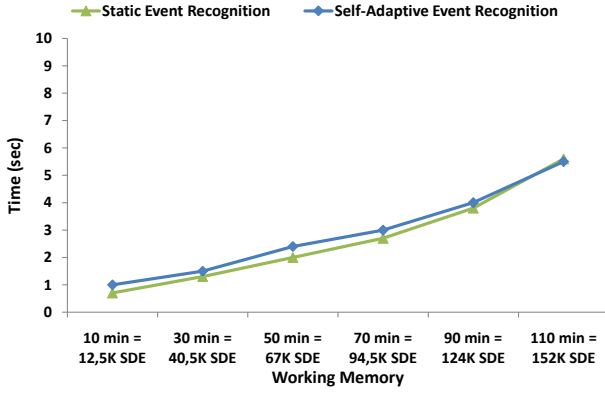 Static Event Recognition Self-Adaptive Event Recognition
10
9
8
7
6
5
4
3
2
1
0
Time (sec)
10 min = 30 min = 50 min = 70 min = 90 min = 110 min =
12,5K SDE 40,5K SDE 67K SDE 94,5K SDE 124K SDE 152K SDE
Working Memory